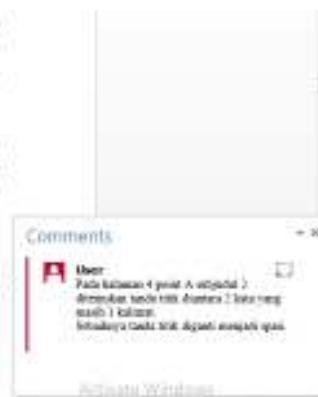 Comments
User
Pada halaman 4 point A subjudul 2
ditemukan tanda titik diantara 2 kata yang
masih 1 kalimat.
Sebaiknya tanda titik diganti menjadi spasi.
Activate Windows